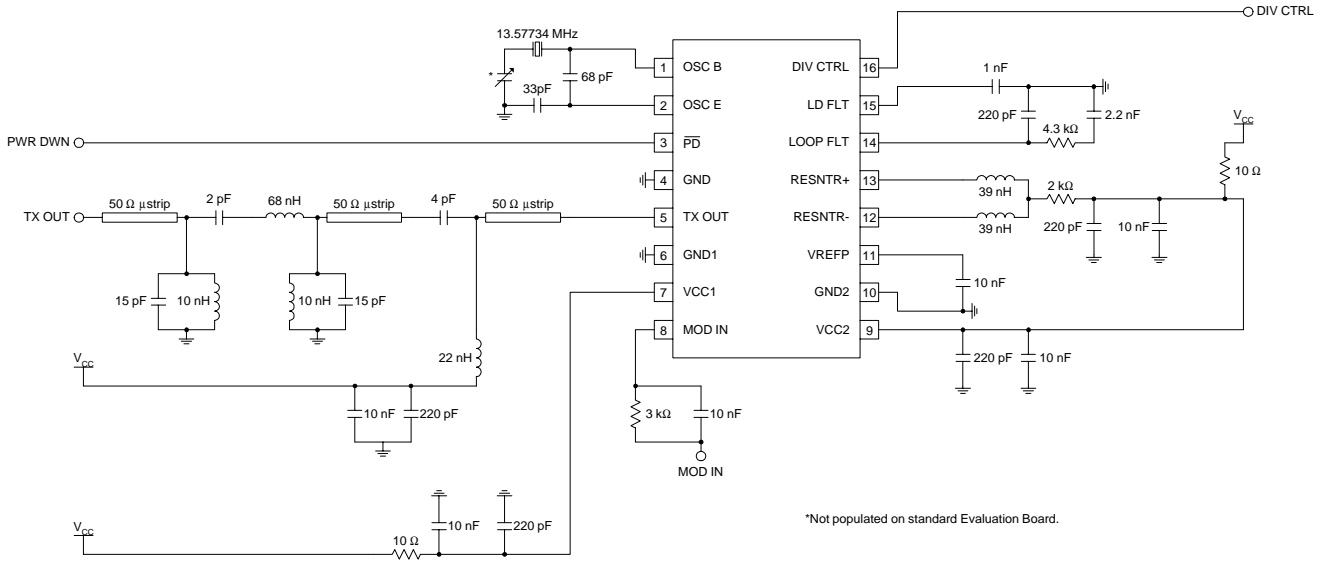 DIV CTRL
13.57734 MHz
*
68 pF
33pF
1 OSC B
2 OSC E
3 PD
4 GND
5 TX OUT
6 GND1
7 VCC1
8 MOD IN
DIV CTRL 16
LD FLT 15
LOOP FLT 14
RESNTR+ 13
RESNTR- 12
VREFP 11
GND2 10
VCC2 9
1 nF
220 pF
2.2 nF
4.3 kΩ
VCC
10 Ω
39 nH
2 kΩ
39 nH
220 pF
10 nF
10 nF
220 pF
10 nF
PWR DWN
TX OUT
50 Ω μstrip
2 pF
68 nH
50 Ω μstrip
4 pF
50 Ω μstrip
15 pF
10 nH
10 nH
15 pF
22 nH
VCC
10 nF
220 pF
3 kΩ
10 nF
MOD IN
VCC
10 Ω
10 nF
220 pF
*Not populated on standard Evaluation Board.